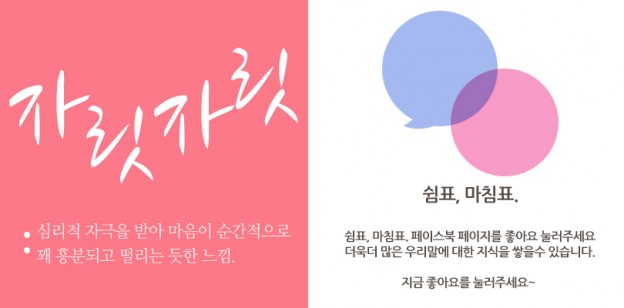 자릿자릿
: 심리적 자극을 받아 마음이 순간적으로
꽤 흥분되고 떨리는 듯한 느낌.
쉼표, 마침표.
쉼표, 마침표. 페이스북 페이지를 좋아요 눌러주세요
더욱더 많은 우리말에 대한 지식을 쌓을수 있습니다.
지금 좋아요를 눌러주세요~